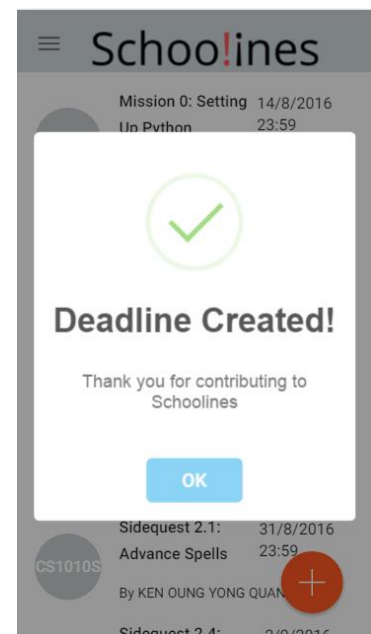 Schoo!ines
Mission 0: Setting 14/8/2016
Up Python 23:59
Deadline Created!
Thank you for contributing to
Schoolines
OK
Sidequest 2.1: 31/8/2016
Advance Spells 23:59
CS1010S
By KEN OUNG YONG QUAN
+
Sidequest 2.4: